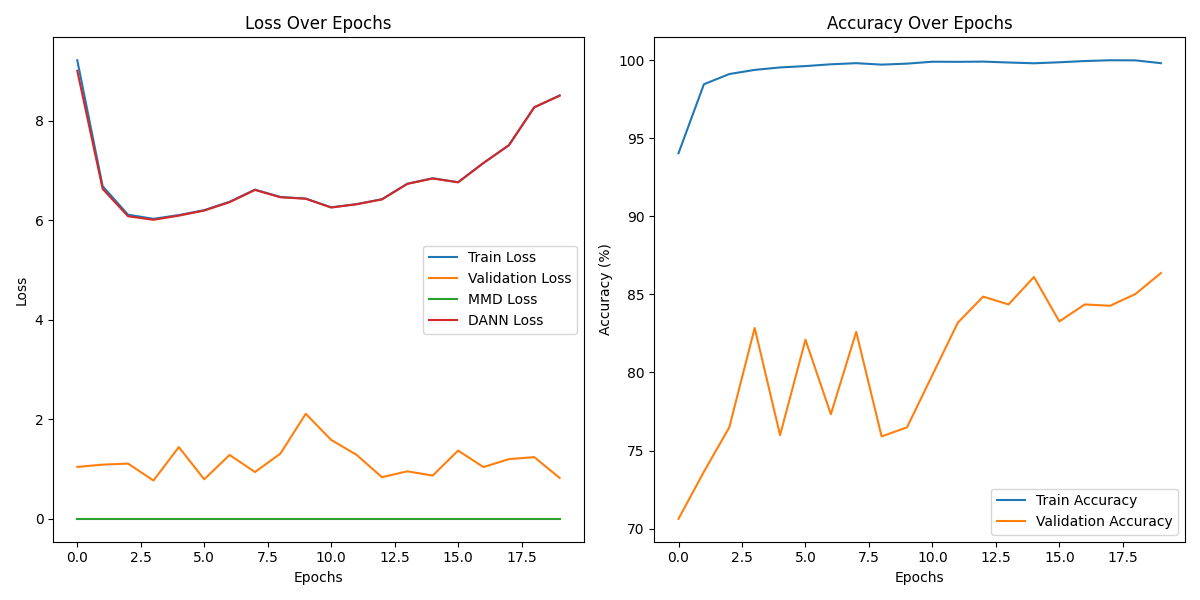 Loss Over Epochs
Loss
8
6
4
2
0
0.0 2.5 5.0 7.5 10.0 12.5 15.0 17.5
Epochs
Train Loss
Validation Loss
MMD Loss
DANN Loss
Accuracy Over Epochs
Accuracy (%)
100
95
90
85
80
75
70
0.0 2.5 5.0 7.5 10.0 12.5 15.0 17.5
Epochs
Train Accuracy
Validation Accuracy